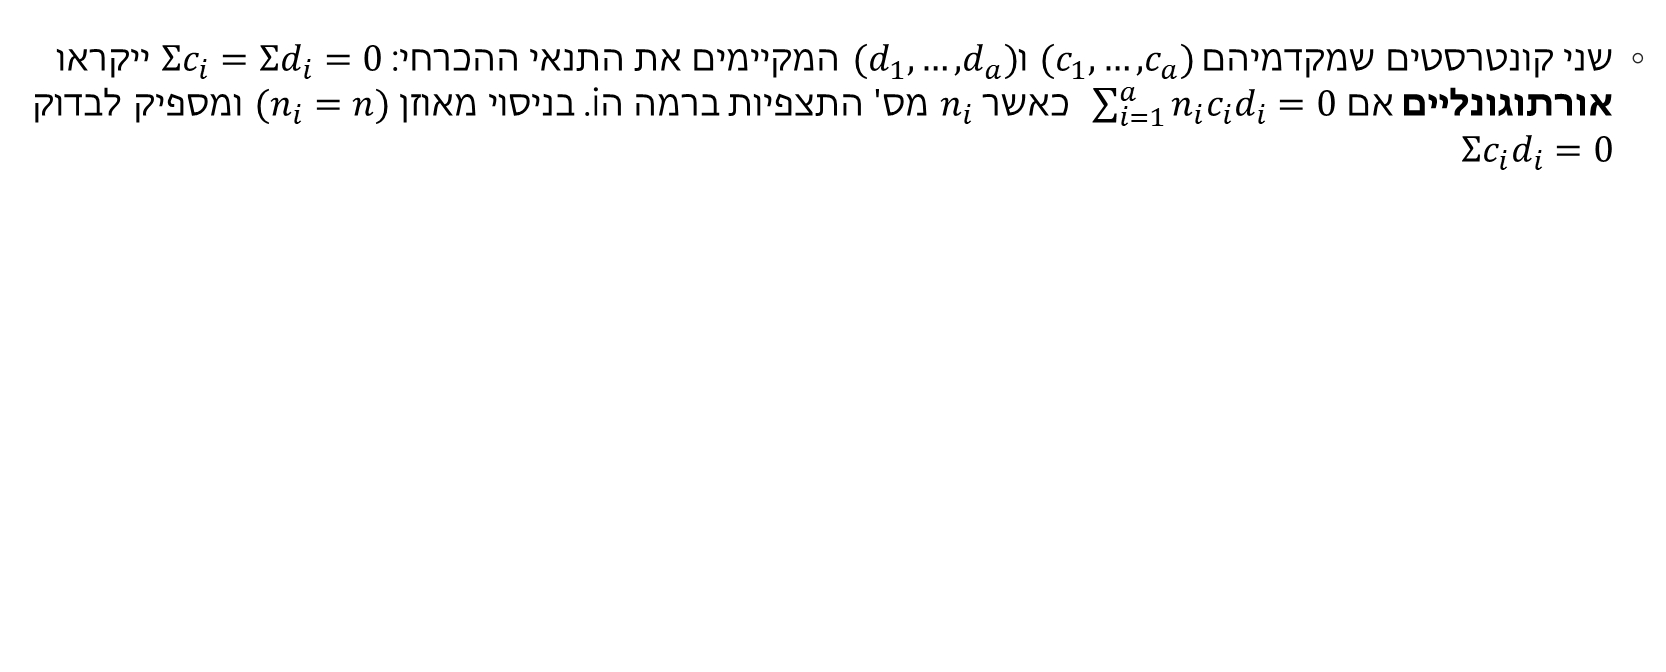 ◦ שני קונטרסטים שמקדמיהם (c₁, …,cₐ) ו(d₁, …,dₐ) המקיימים את התנאי ההכרחי: Σcᵢ = Σdᵢ = 0 ייקראו
אורתוגונליים אם ∑ᵢ₌₁ᵃ nᵢcᵢdᵢ = 0 כאשר nᵢ מס' התצפיות ברמה הi. בניסוי מאוזן (nᵢ = n) ומספיק לבדוק
Σcᵢdᵢ = 0